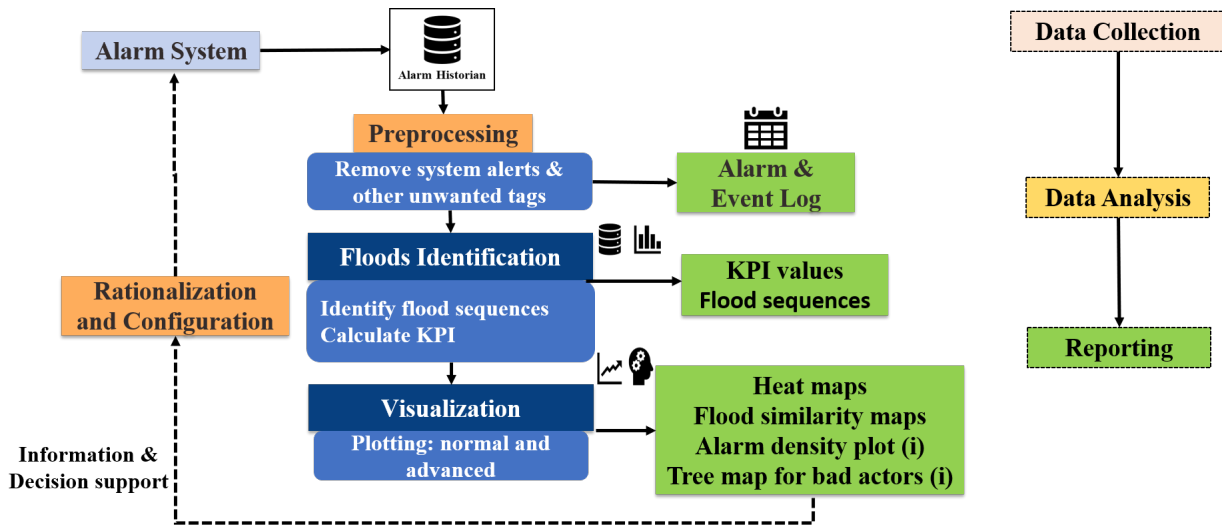 Alarm System
Alarm Historian
Preprocessing
Remove system alerts &
other unwanted tags
Alarm &
Event Log
Floods Identification
Identify flood sequences
Calculate KPI
KPI values
Flood sequences
Rationalization
and Configuration
Visualization
Plotting: normal and
advanced
Heat maps
Flood similarity maps
Alarm density plot (i)
Tree map for bad actors (i)
Information &
Decision support
Data Collection
Data Analysis
Reporting